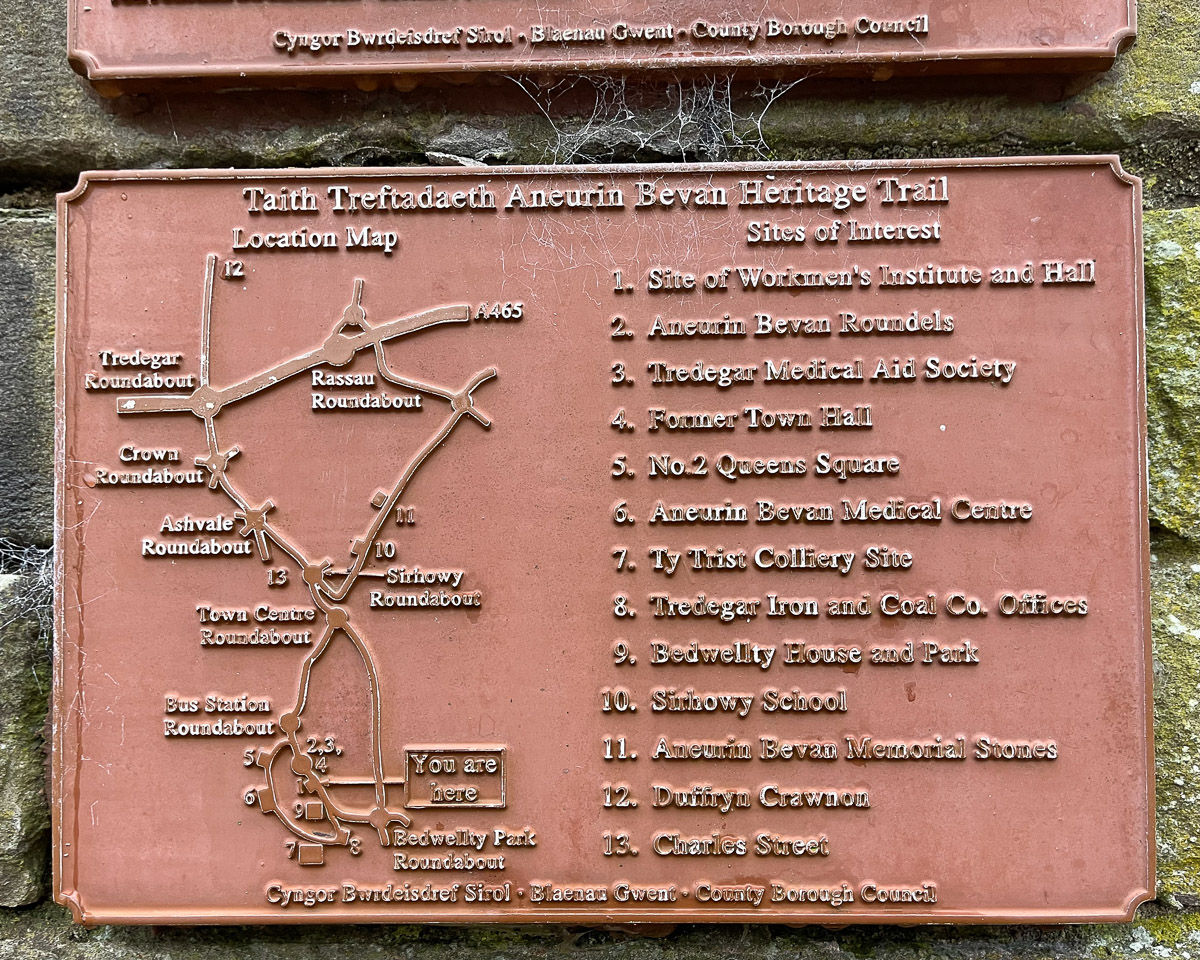 Cyngor Bwrdeisdref Sirol · Blaenau Gwent · County Borough Council
Taith Treftadaeth Aneurin Bevan Heritage Trail
Location Map
12
A465
Tredegar
Roundabout
Rassau
Roundabout
Crown
Roundabout
Ashvale
Roundabout
11
10
13
Sirhowy
Roundabout
Town Centre
Roundabout
Bus Station
Roundabout
2,3,
4
5
1
You are
here
6
9
7
8
Bedwellty Park
Roundabout
Sites of Interest
1. Site of Workmen's Institute and Hall
2. Aneurin Bevan Roundels
3. Tredegar Medical Aid Society
4. Former Town Hall
5. No.2 Queens Square
6. Aneurin Bevan Medical Centre
7. Ty Trist Colliery Site
8. Tredegar Iron and Coal Co. Offices
9. Bedwellty House and Park
10. Sirhowy School
11. Aneurin Bevan Memorial Stones
12. Duffryn Crawnon
13. Charles Street
Cyngor Bwrdeisdref Sirol · Blaenau Gwent · County Borough Council